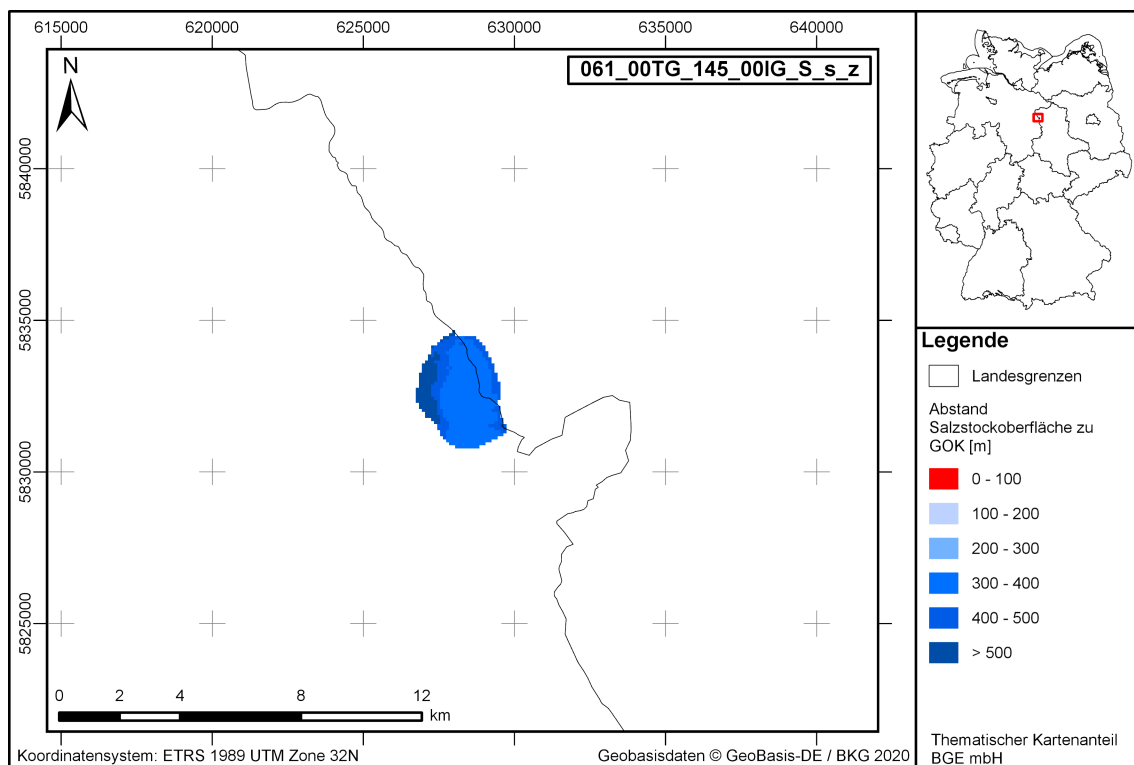 615000 620000 625000 630000 635000 640000
061_00TG_145_00IG_S_s_z
N
5840000
5835000
5830000
5825000
0 2 4 8 12
km
Koordinatensystem: ETRS 1989 UTM Zone 32N
Geobasisdaten © GeoBasis-DE / BKG 2020
Legende
Landesgrenzen
Abstand
Salzstockoberfläche zu
GOK [m]
0 - 100
100 - 200
200 - 300
300 - 400
400 - 500
> 500
Thematischer Kartenanteil
BGE mbH